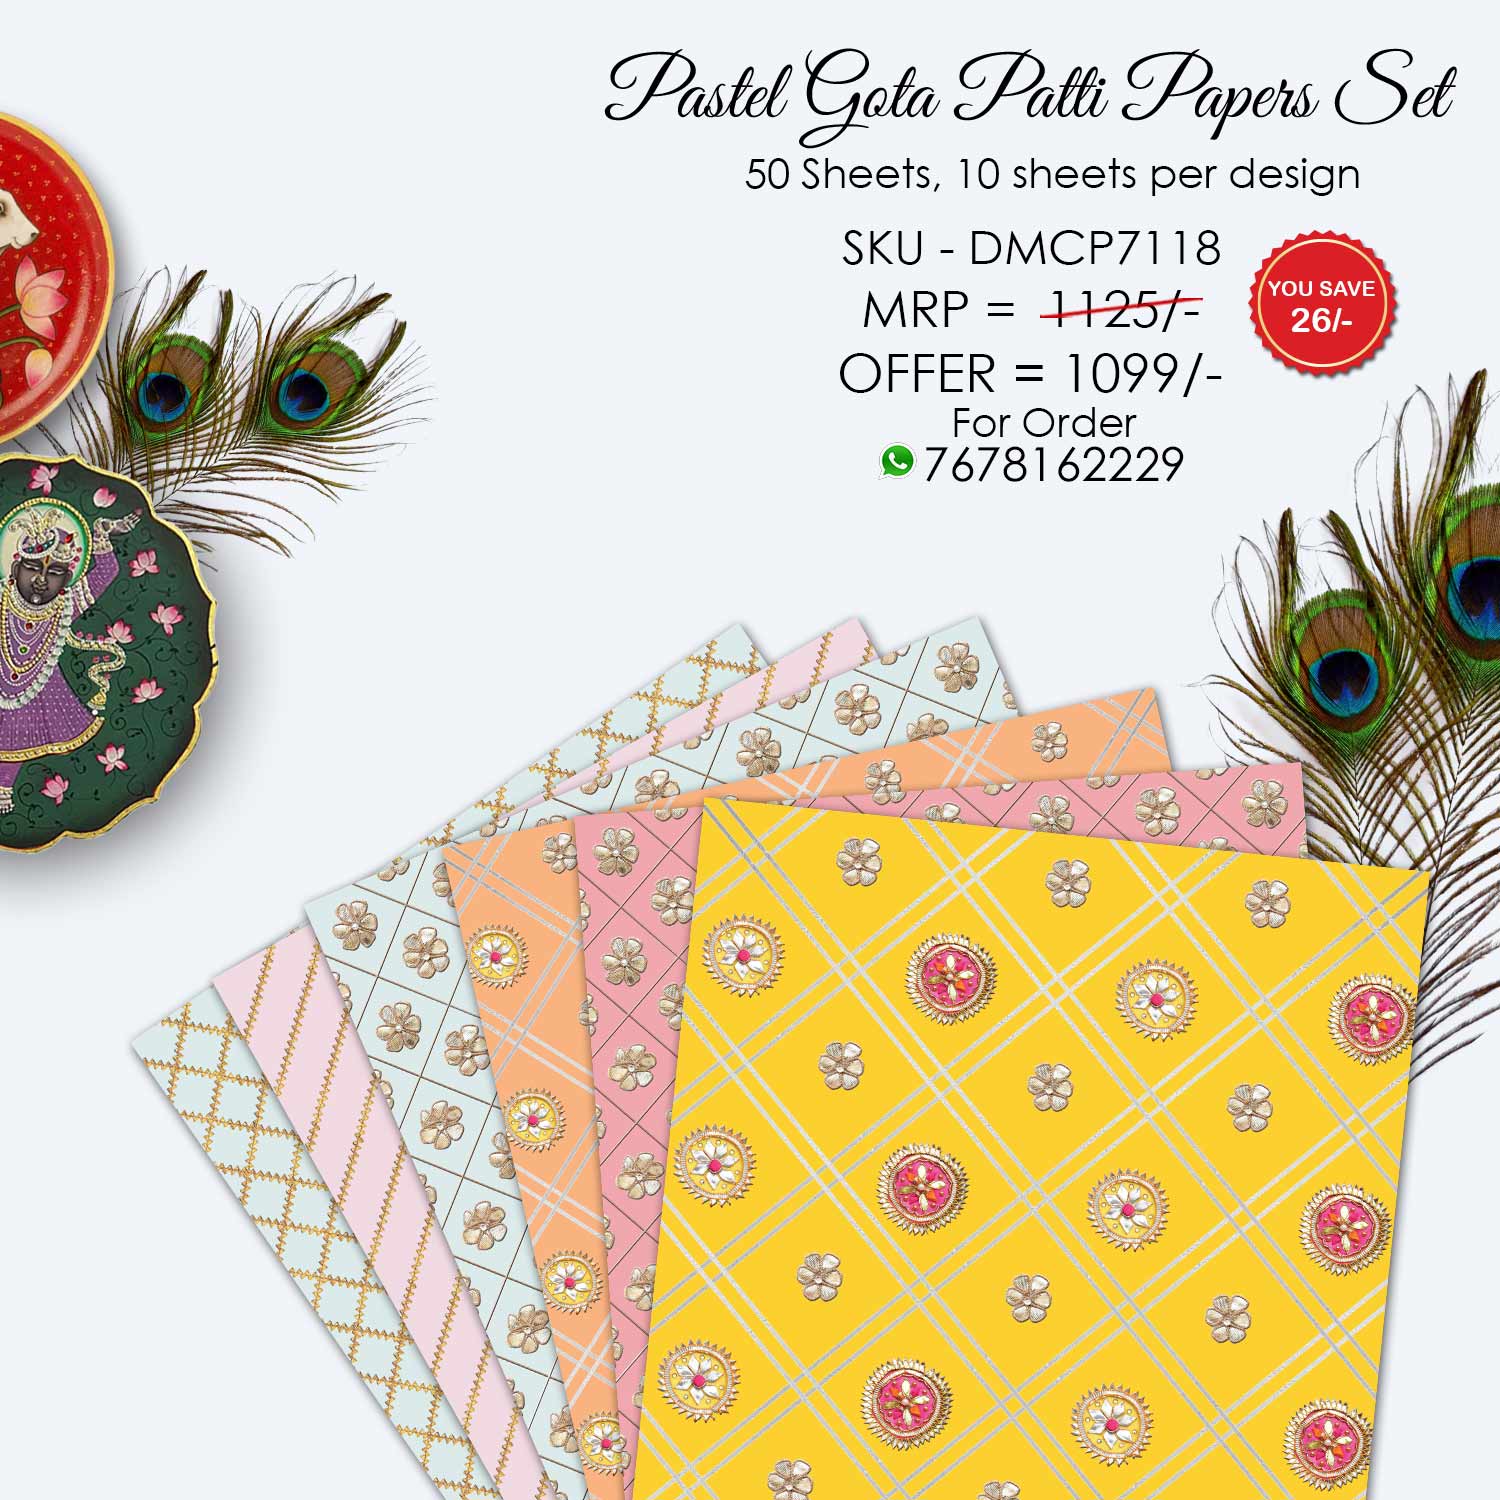 Pastel Gota Patti Papers Set
50 Sheets, 10 sheets per design
SKU - DMCP7118
MRP = 1125/-
YOU SAVE
26/-
OFFER = 1099/-
For Order
7678162229